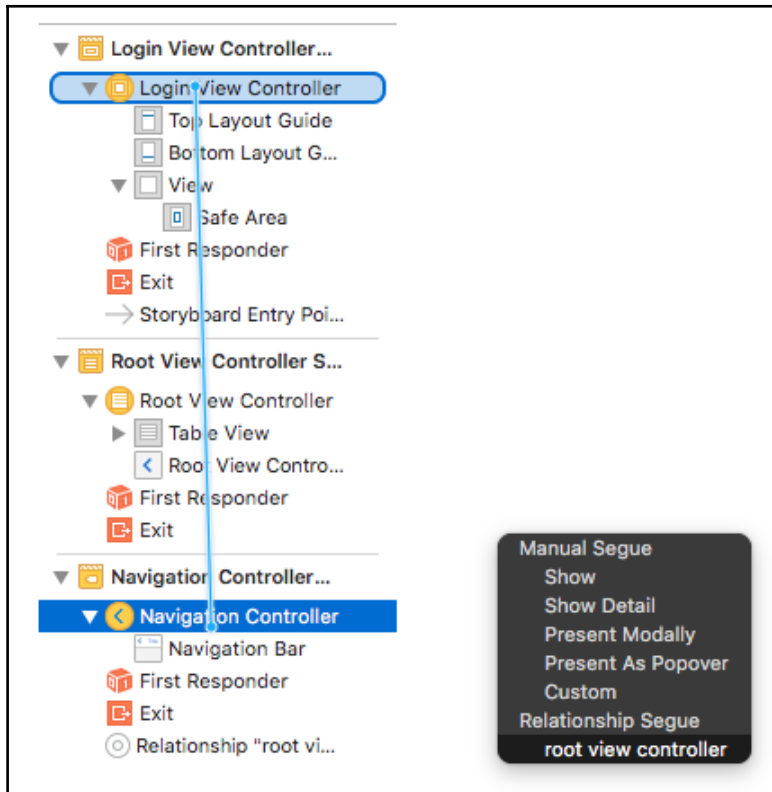 Login View Controller...
Login View Controller
Top Layout Guide
Bottom Layout G...
View
Safe Area
First Responder
Exit
Storyboard Entry Poi...
Root View Controller S...
Root View Controller
Table View
Root View Contro...
First Responder
Exit
Navigation Controller...
Navigation Controller
Navigation Bar
First Responder
Exit
Relationship "root vi...
Manual Segue
Show
Show Detail
Present Modally
Present As Popover
Custom
Relationship Segue
root view controller